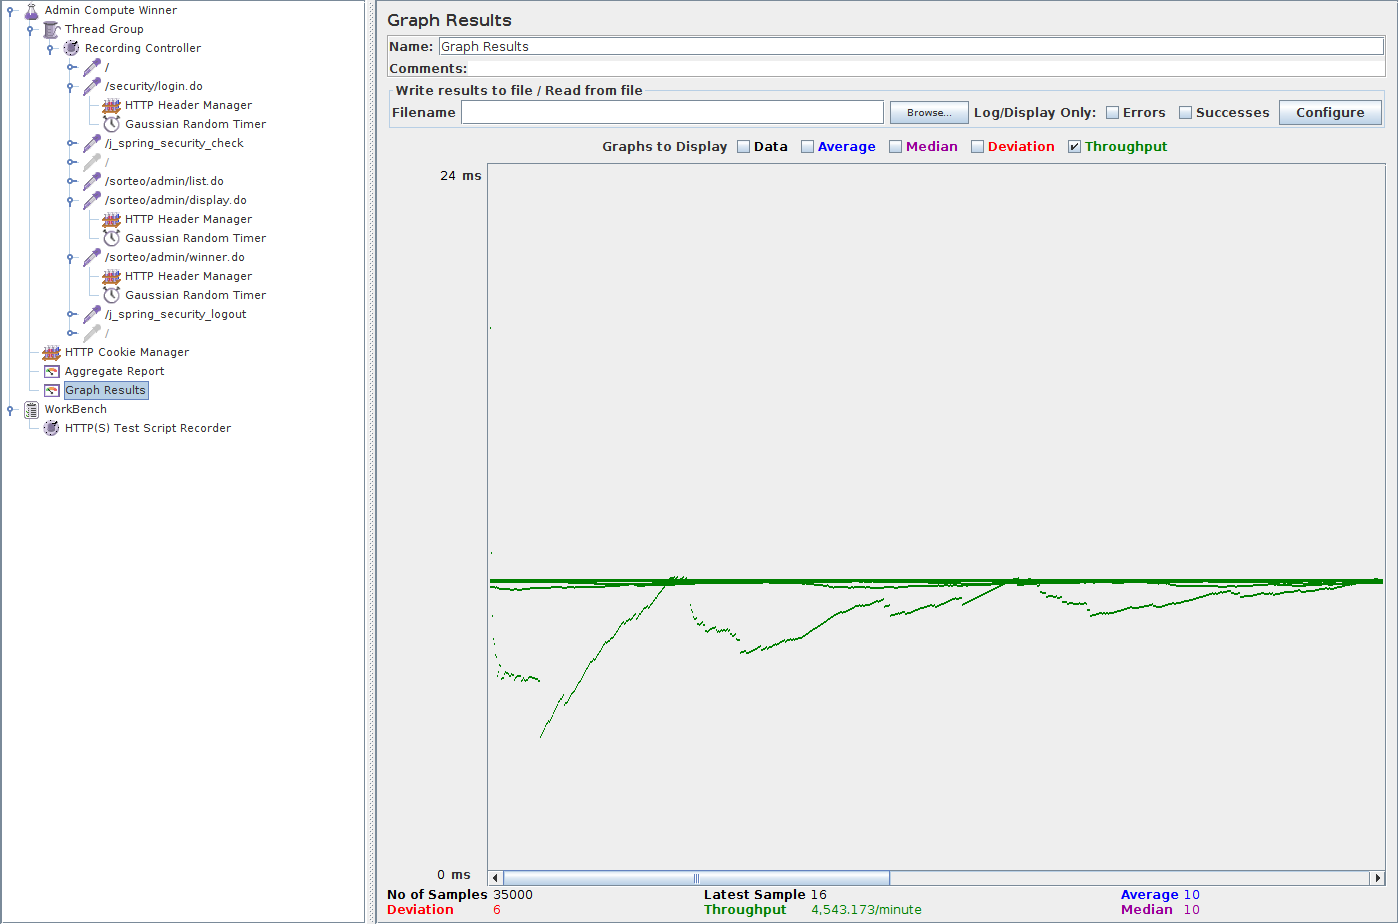 Admin Compute Winner
Thread Group
Recording Controller
/
/security/login.do
HTTP Header Manager
Gaussian Random Timer
/j_spring_security_check
/
/sorteo/admin/list.do
/sorteo/admin/display.do
HTTP Header Manager
Gaussian Random Timer
/sorteo/admin/winner.do
HTTP Header Manager
Gaussian Random Timer
/j_spring_security_logout
/
HTTP Cookie Manager
Aggregate Report
Graph Results
WorkBench
HTTP(S) Test Script Recorder
Graph Results
Name: Graph Results
Comments:
Write results to file / Read from file
Filename Browse... Log/Display Only: Errors Successes Configure
Graphs to Display Data Average Median Deviation Throughput
24 ms
0 ms
No of Samples 35000 Latest Sample 16 Average 10
Deviation 6 Throughput 4,543.173/minute Median 10